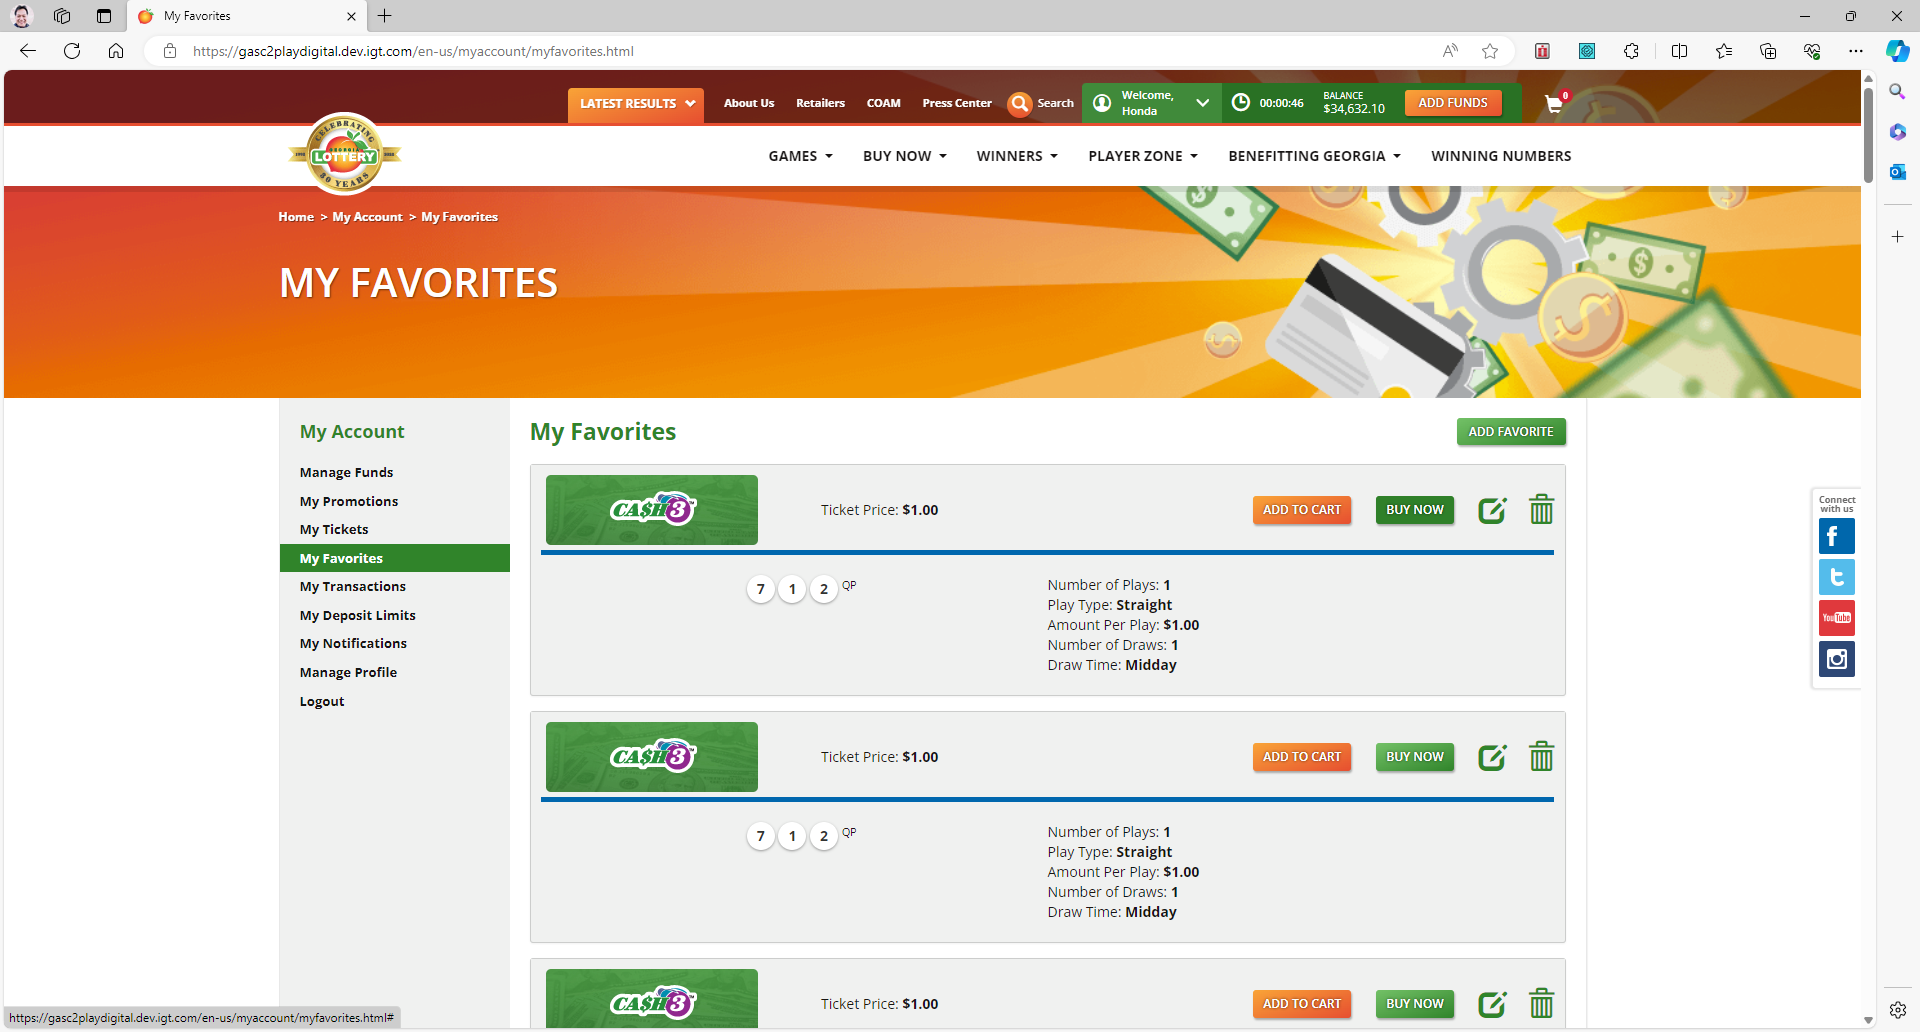 My Favorites
https://gasc2playdigital.dev.igt.com/en-us/myaccount/myfavorites.html
LATEST RESULTS
About Us
Retailers
COAM
Press Center
Search
Welcome,
Honda
00:00:46
BALANCE
$34,632.10
ADD FUNDS
0
CELEBRATING
GEORGIA
LOTTERY
30 YEARS
GAMES
BUY NOW
WINNERS
PLAYER ZONE
BENEFITTING GEORGIA
WINNING NUMBERS
Home > My Account > My Favorites
MY FAVORITES
My Account
Manage Funds
My Promotions
My Tickets
My Favorites
My Transactions
My Deposit Limits
My Notifications
Manage Profile
Logout
My Favorites
ADD FAVORITE
CA$H 3
Ticket Price: $1.00
ADD TO CART
BUY NOW
7 1 2 QP
Number of Plays: 1
Play Type: Straight
Amount Per Play: $1.00
Number of Draws: 1
Draw Time: Midday
CA$H 3
Ticket Price: $1.00
ADD TO CART
BUY NOW
7 1 2 QP
Number of Plays: 1
Play Type: Straight
Amount Per Play: $1.00
Number of Draws: 1
Draw Time: Midday
CA$H 3
Ticket Price: $1.00
ADD TO CART
BUY NOW
Connect
with us
YouTube
https://gasc2playdigital.dev.igt.com/en-us/myaccount/myfavorites.html#